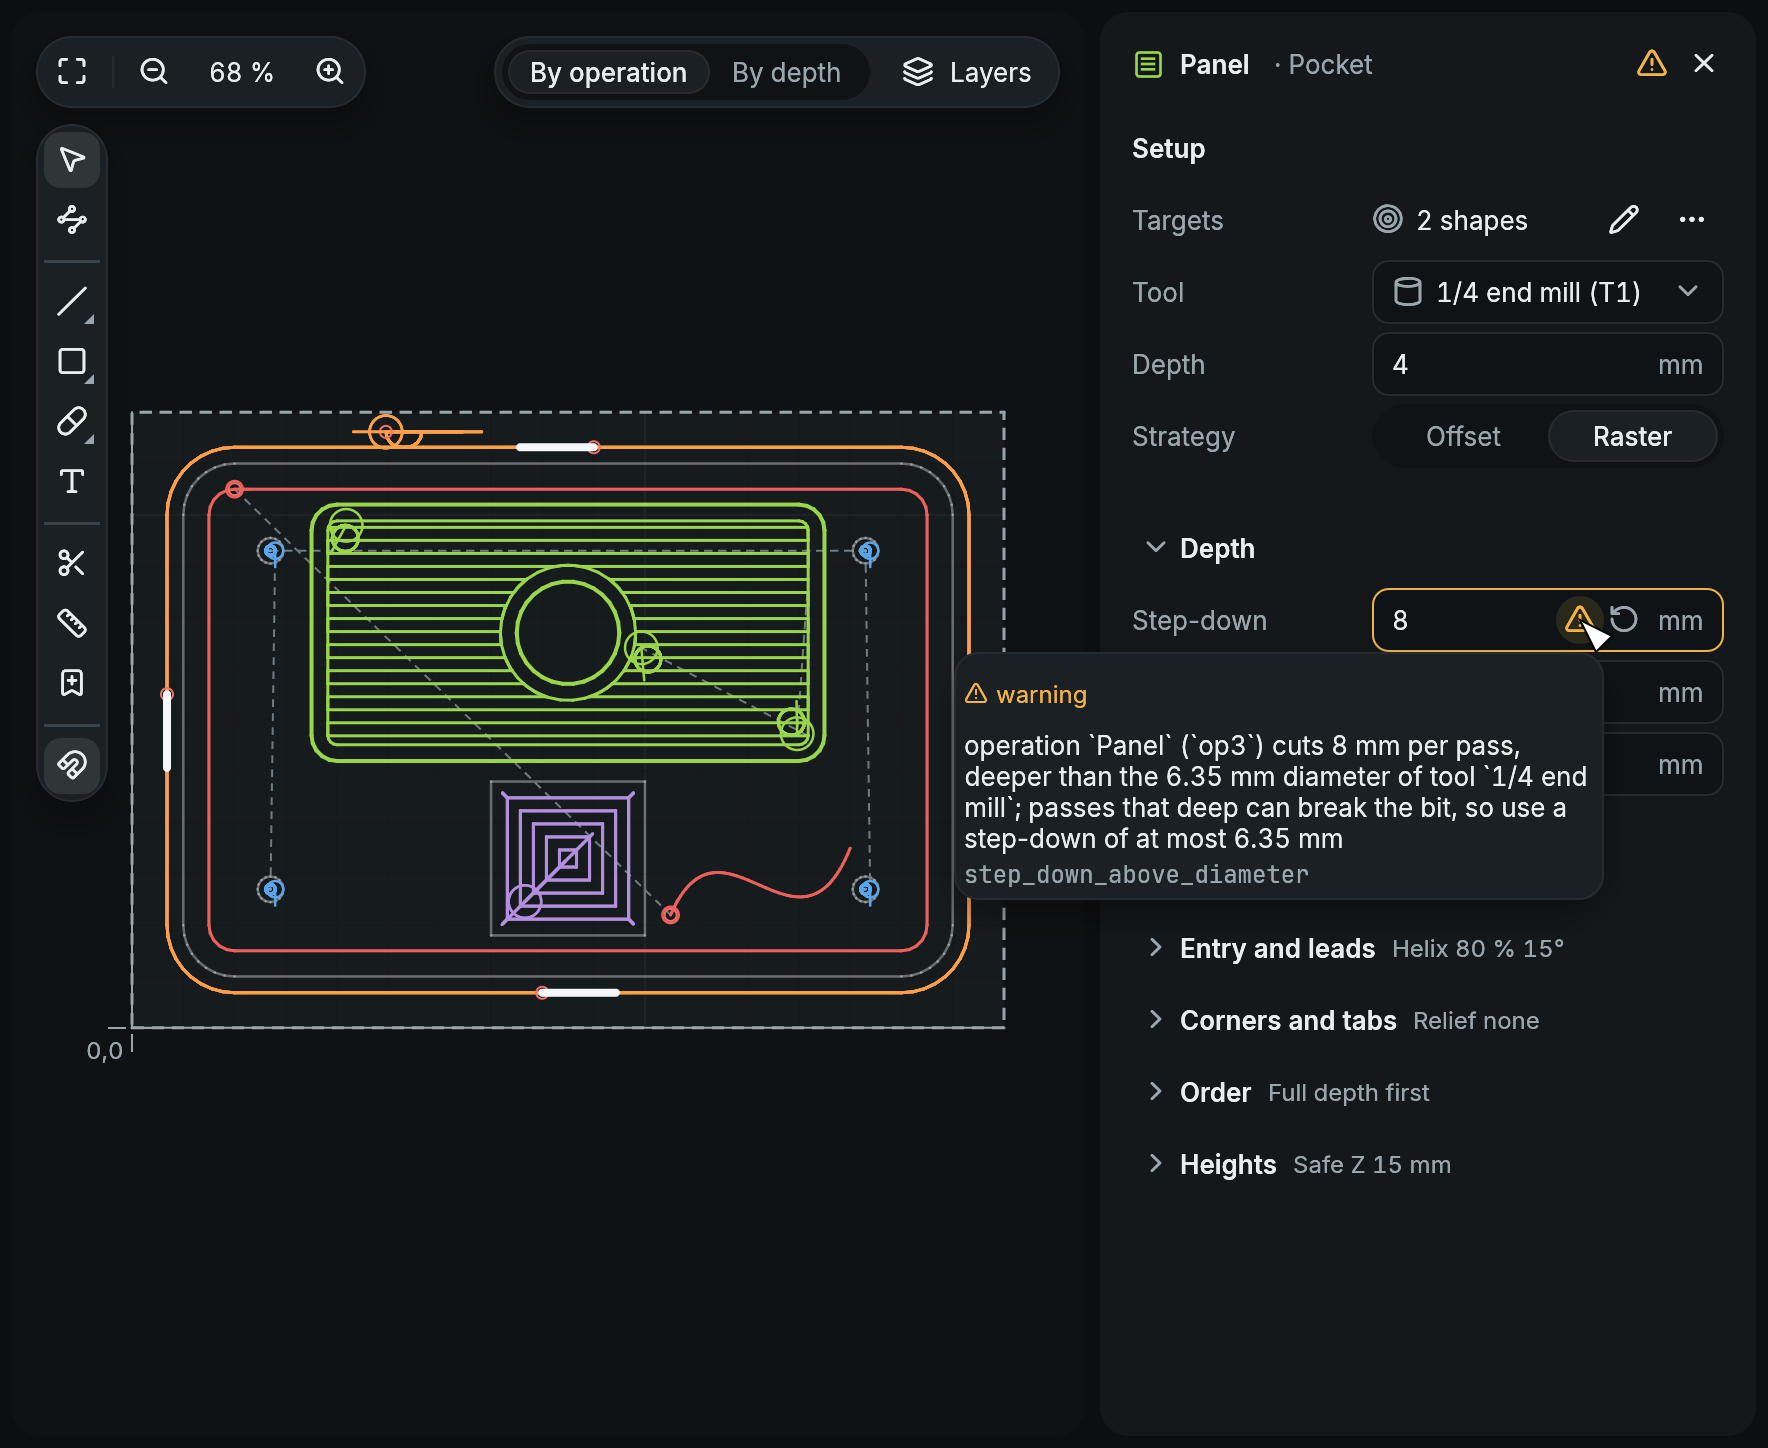 68 %
By operation
By depth
Layers
0,0
Panel · Pocket
Setup
Targets
2 shapes
Tool
1/4 end mill (T1)
Depth
4 mm
Strategy
Offset
Raster
Depth
Step-down
8 mm
mm
mm
warning
operation `Panel` (`op3`) cuts 8 mm per pass,
deeper than the 6.35 mm diameter of tool `1/4 end
mill`; passes that deep can break the bit, so use a
step-down of at most 6.35 mm
step_down_above_diameter
Entry and leads Helix 80 % 15°
Corners and tabs Relief none
Order Full depth first
Heights Safe Z 15 mm